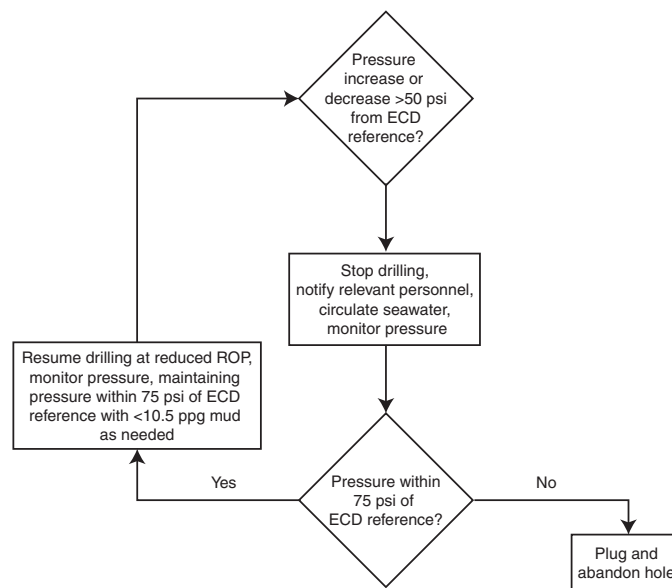 Pressure
increase or
decrease >50 psi
from ECD
reference?
Stop drilling,
notify relevant personnel,
circulate seawater,
monitor pressure
Resume drilling at reduced ROP,
monitor pressure, maintaining
pressure within 75 psi of ECD
reference with <10.5 ppg mud
as needed
Yes
Pressure within
75 psi of
ECD reference?
No
Plug and
abandon hole